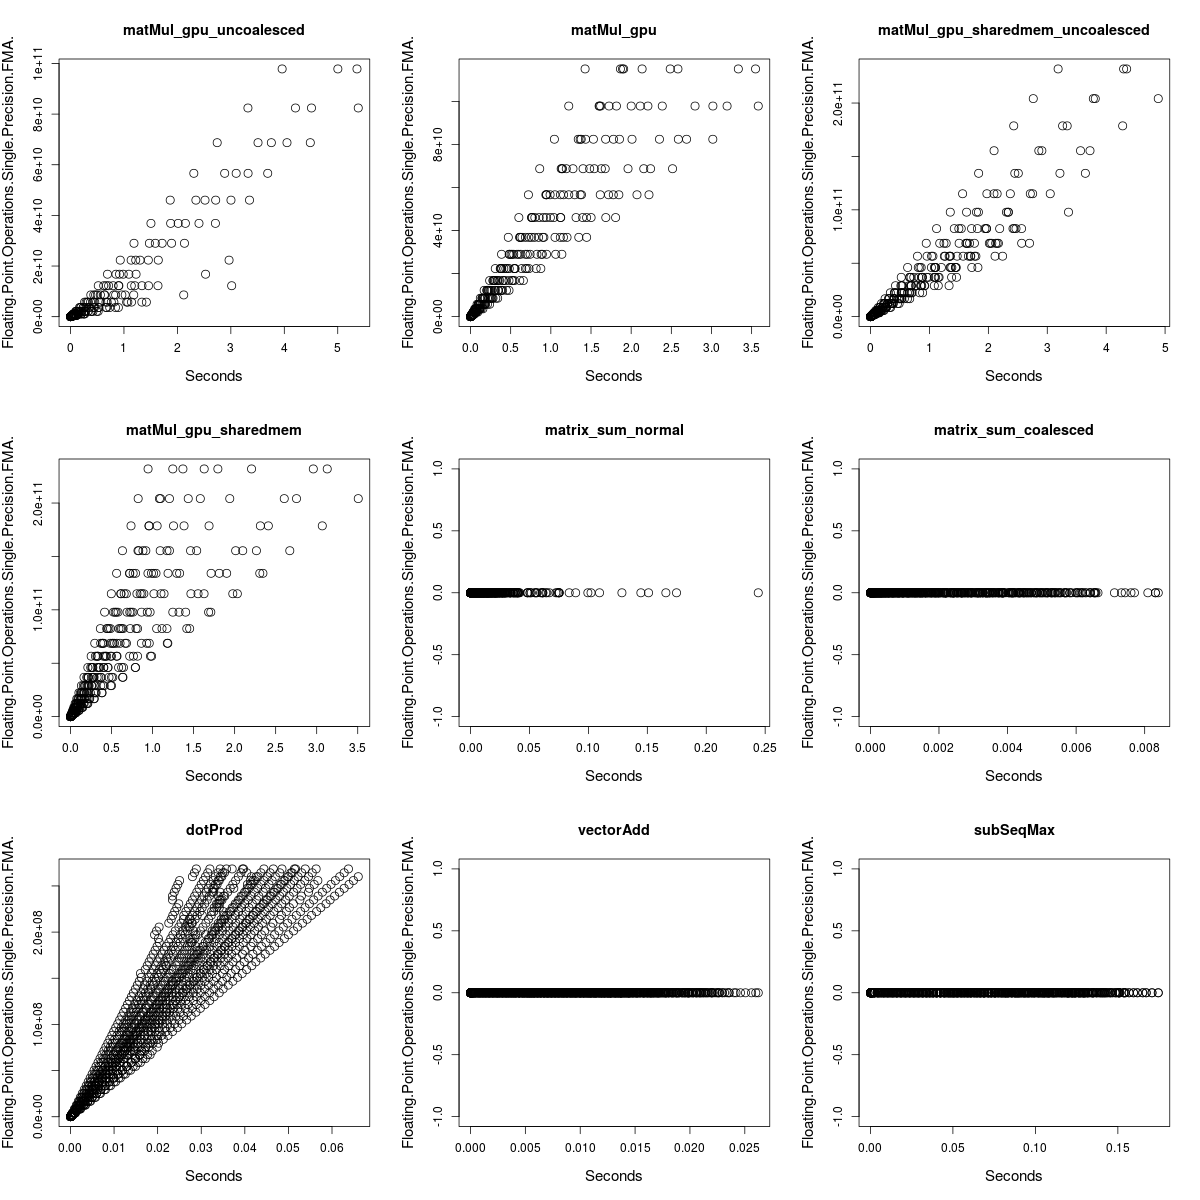 matMul_gpu_uncoalesced
Floating.Point.Operations.Single.Precision.FMA.
0e+00 2e+10 4e+10 6e+10 8e+10 1e+11
0 1 2 3 4 5
Seconds
matMul_gpu
Floating.Point.Operations.Single.Precision.FMA.
0e+00 4e+10 8e+10
0.0 0.5 1.0 1.5 2.0 2.5 3.0 3.5
Seconds
matMul_gpu_sharedmem_uncoalesced
Floating.Point.Operations.Single.Precision.FMA.
0.0e+00 1.0e+11 2.0e+11
0 1 2 3 4 5
Seconds
matMul_gpu_sharedmem
Floating.Point.Operations.Single.Precision.FMA.
0.0e+00 1.0e+11 2.0e+11
0.0 0.5 1.0 1.5 2.0 2.5 3.0 3.5
Seconds
matrix_sum_normal
Floating.Point.Operations.Single.Precision.FMA.
-1.0 -0.5 0.0 0.5 1.0
0.00 0.05 0.10 0.15 0.20 0.25
Seconds
matrix_sum_coalesced
Floating.Point.Operations.Single.Precision.FMA.
-1.0 -0.5 0.0 0.5 1.0
0.000 0.002 0.004 0.006 0.008
Seconds
dotProd
Floating.Point.Operations.Single.Precision.FMA.
0.0e+00 1.0e+08 2.0e+08
0.00 0.01 0.02 0.03 0.04 0.05 0.06
Seconds
vectorAdd
Floating.Point.Operations.Single.Precision.FMA.
-1.0 -0.5 0.0 0.5 1.0
0.000 0.005 0.010 0.015 0.020 0.025
Seconds
subSeqMax
Floating.Point.Operations.Single.Precision.FMA.
-1.0 -0.5 0.0 0.5 1.0
0.00 0.05 0.10 0.15
Seconds